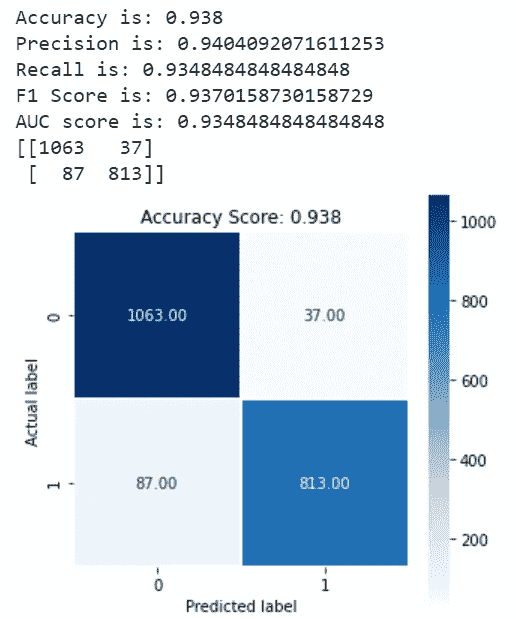 Accuracy is: 0.938
Precision is: 0.9404092071611253
Recall is: 0.9348484848484848
F1 Score is: 0.9370158730158729
AUC score is: 0.9348484848484848
[[1063   37]
 [  87  813]]
Accuracy Score: 0.938
1000
800
600
400
200
Actual label
0
1
1063.00
37.00
87.00
813.00
0
1
Predicted label